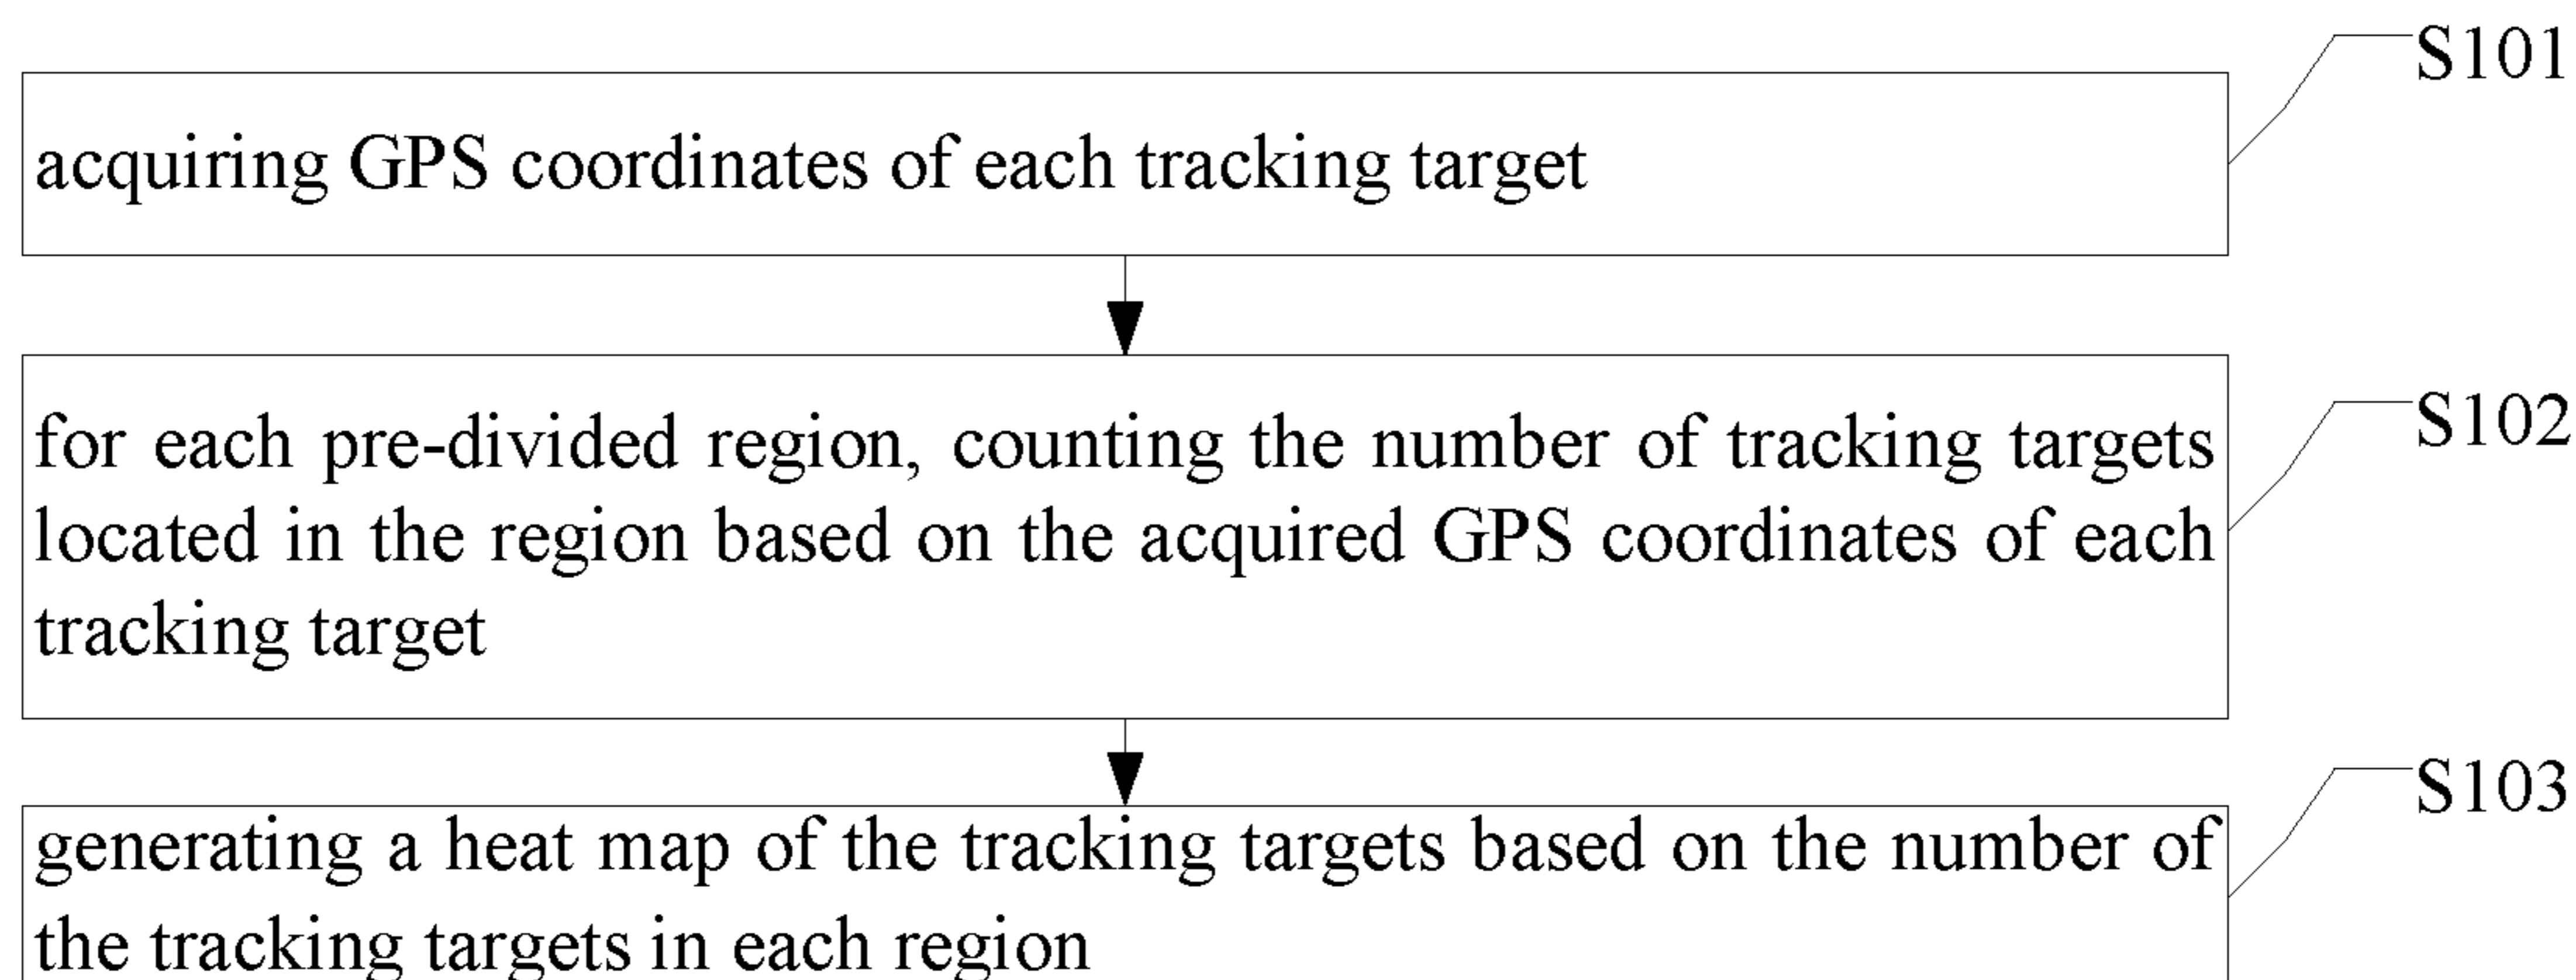 S101
acquiring GPS coordinates of each tracking target
S102
for each pre-divided region, counting the number of tracking targets
located in the region based on the acquired GPS coordinates of each
tracking target
S103
generating a heat map of the tracking targets based on the number of
the tracking targets in each region